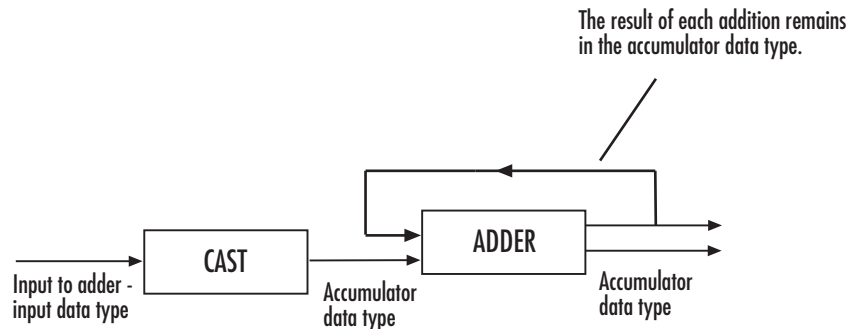 The result of each addition remains
in the accumulator data type.
CAST
ADDER
Input to adder -
input data type
Accumulator
data type
Accumulator
data type